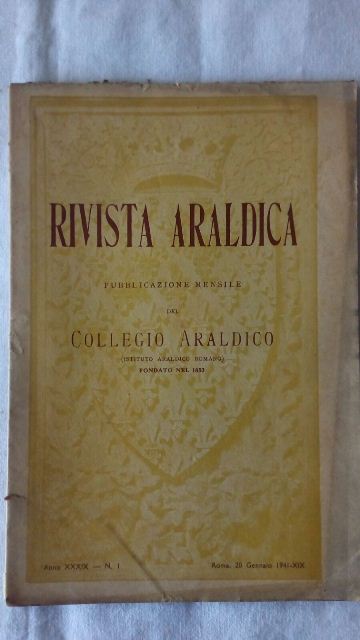 RIVISTA ARALDICA
PUBBLICAZIONE MENSILE
DEL
COLLEGIO ARALDICO
(ISTITUTO ARALDICO ROMANO)
FONDATO NEL 1853
Anno XXXIX — N. 1
Roma, 20 Gennaio 1941-XIX